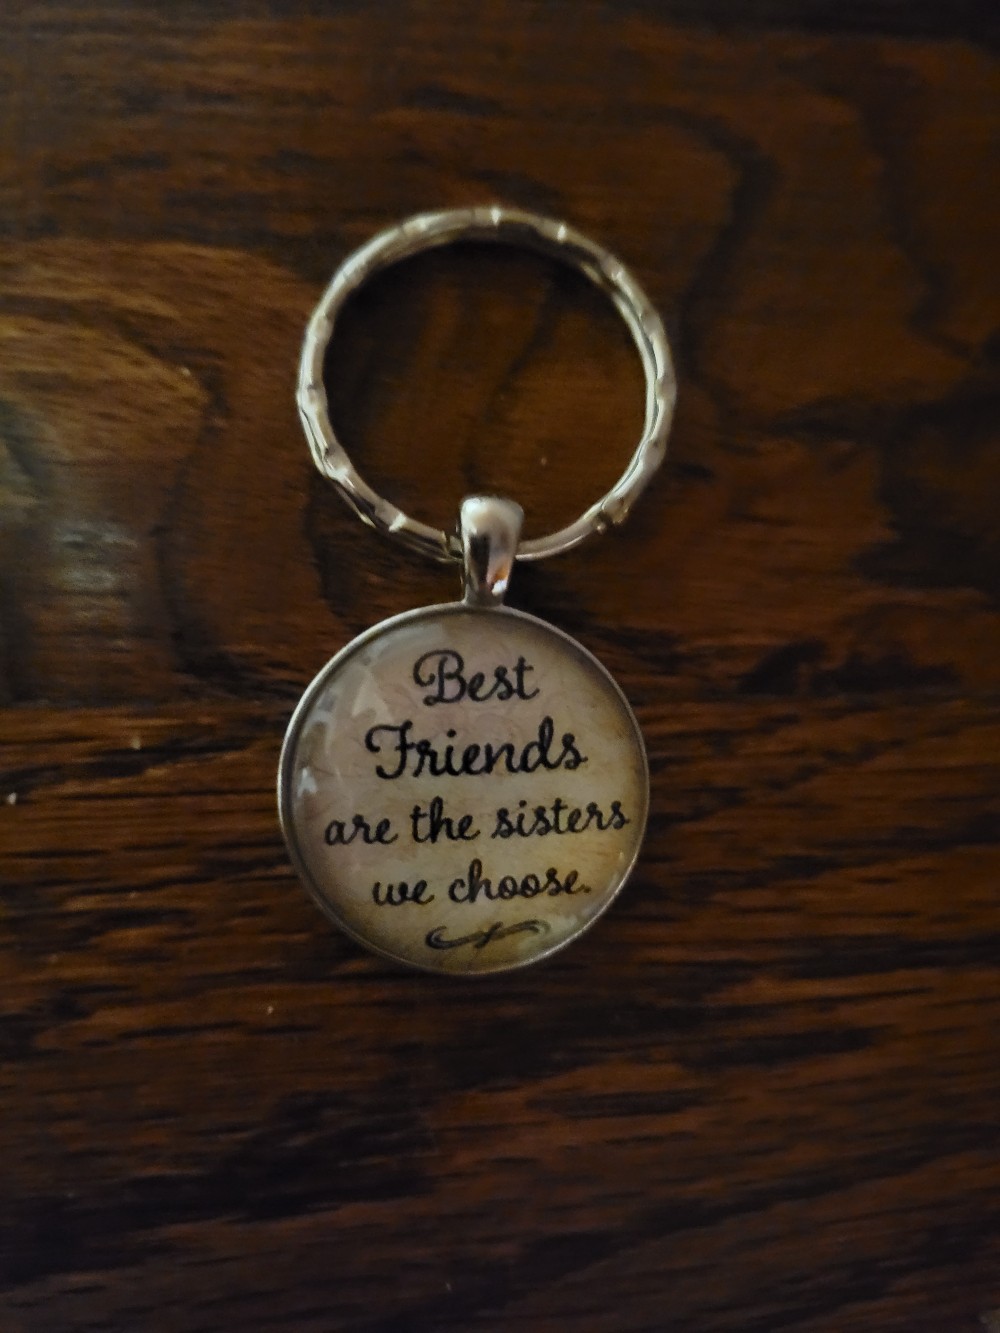 Best
Friends
are the sisters
we choose.